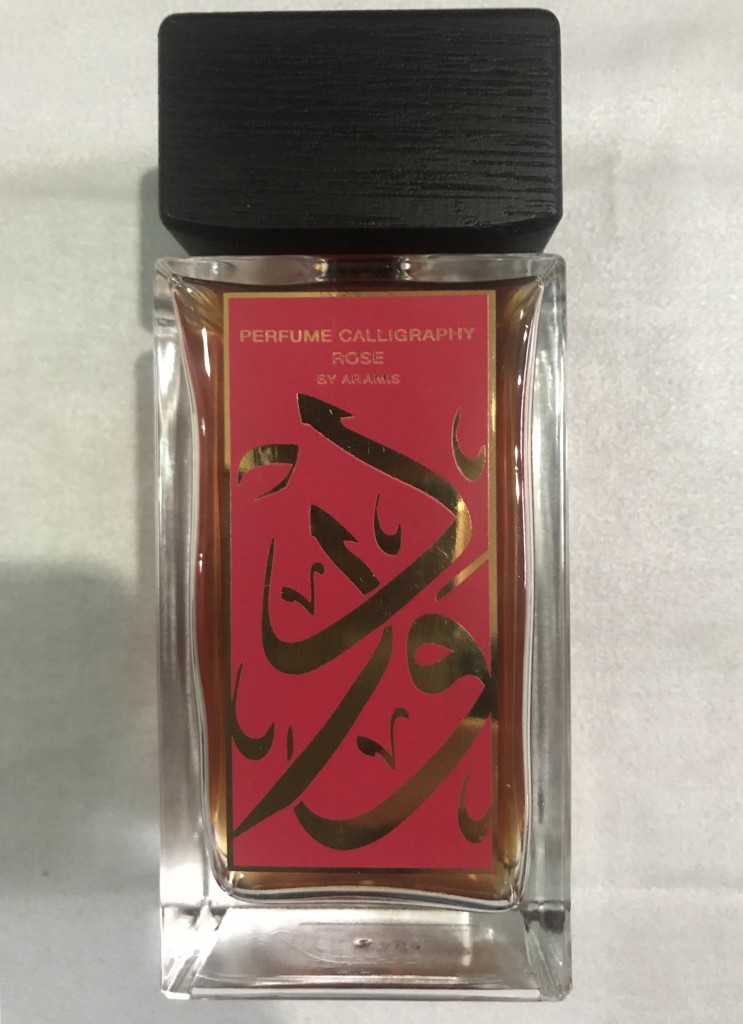 PERFUME CALLIGRAPHY
ROSE
BY ARAMIS
ورد